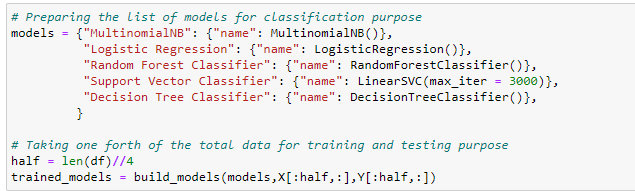 # Preparing the list of models for classification purpose
models = {"MultinomialNB": {"name": MultinomialNB()},
"Logistic Regression": {"name": LogisticRegression()},
"Random Forest Classifier": {"name": RandomForestClassifier()},
"Support Vector Classifier": {"name": LinearSVC(max_iter = 3000)},
"Decision Tree Classifier": {"name": DecisionTreeClassifier()},
}
# Taking one forth of the total data for training and testing purpose
half = len(df)//4
trained_models = build_models(models,X[:half,:],Y[:half,:])